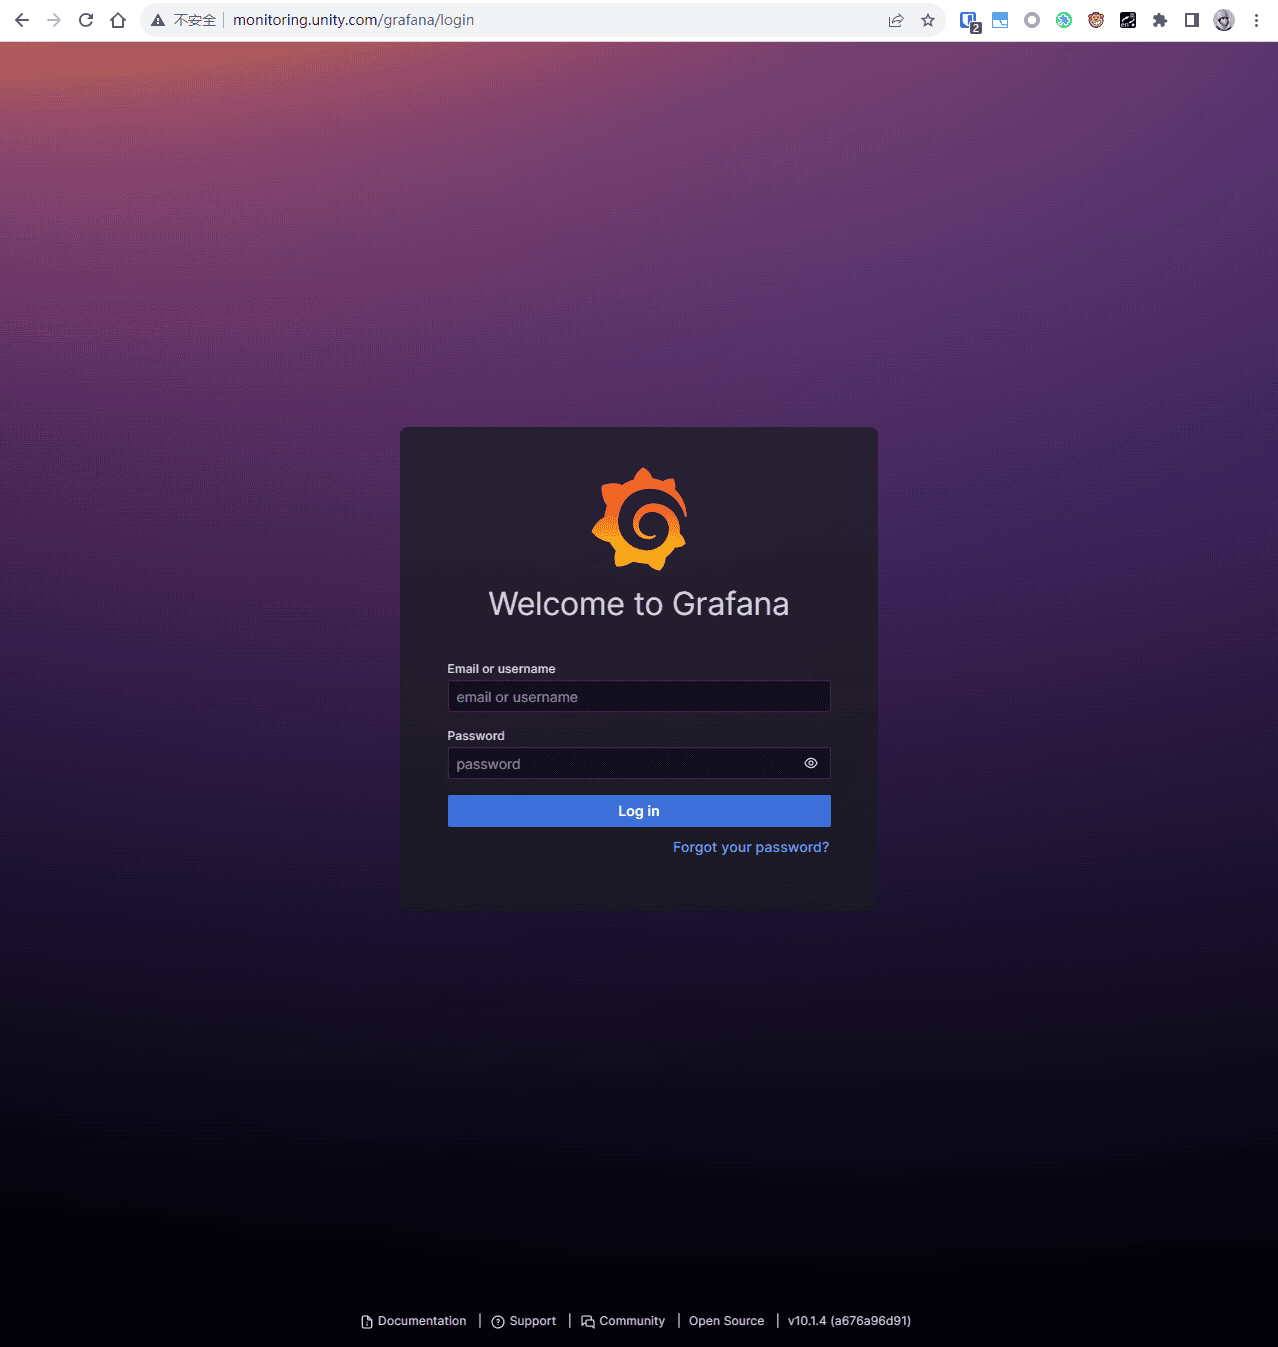 不安全 monitoring.unity.com/grafana/login
2
en
Welcome to Grafana
Email or username
email or username
Password
password
Log in
Forgot your password?
Documentation | Support | Community | Open Source | v10.1.4 (a676a96d91)